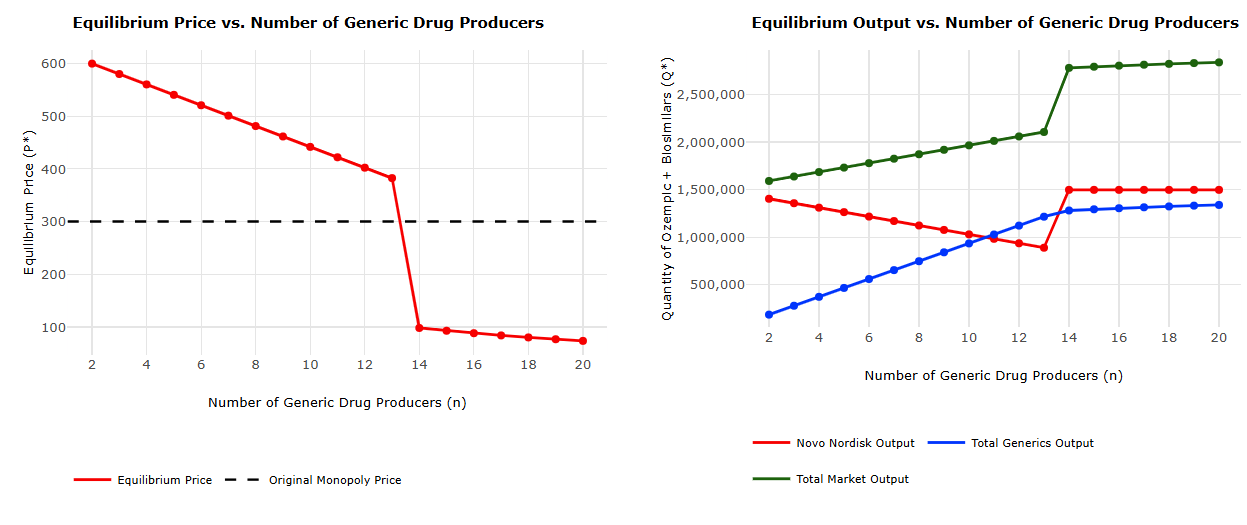 Equilibrium Price vs. Number of Generic Drug Producers
Equilibrium Price (P*)
600
500
400
300
200
100
2 4 6 8 10 12 14 16 18 20
Number of Generic Drug Producers (n)
Equilibrium Price
Original Monopoly Price
Equilibrium Output vs. Number of Generic Drug Producers
Quantity of Ozempic + Biosimilars (Q*)
2,500,000
2,000,000
1,500,000
1,000,000
500,000
2 4 6 8 10 12 14 16 18 20
Number of Generic Drug Producers (n)
Novo Nordisk Output
Total Generics Output
Total Market Output